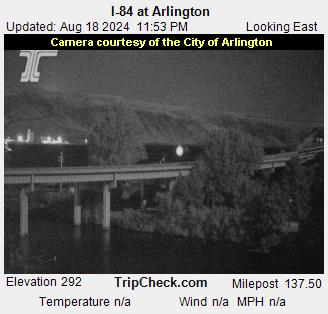 I-84 at Arlington
Updated: Aug 18 2024 11:53 PM Looking East
Camera courtesy of the City of Arlington
Elevation 292 TripCheck.com Milepost 137.50
Temperature n/a Wind n/a MPH n/a